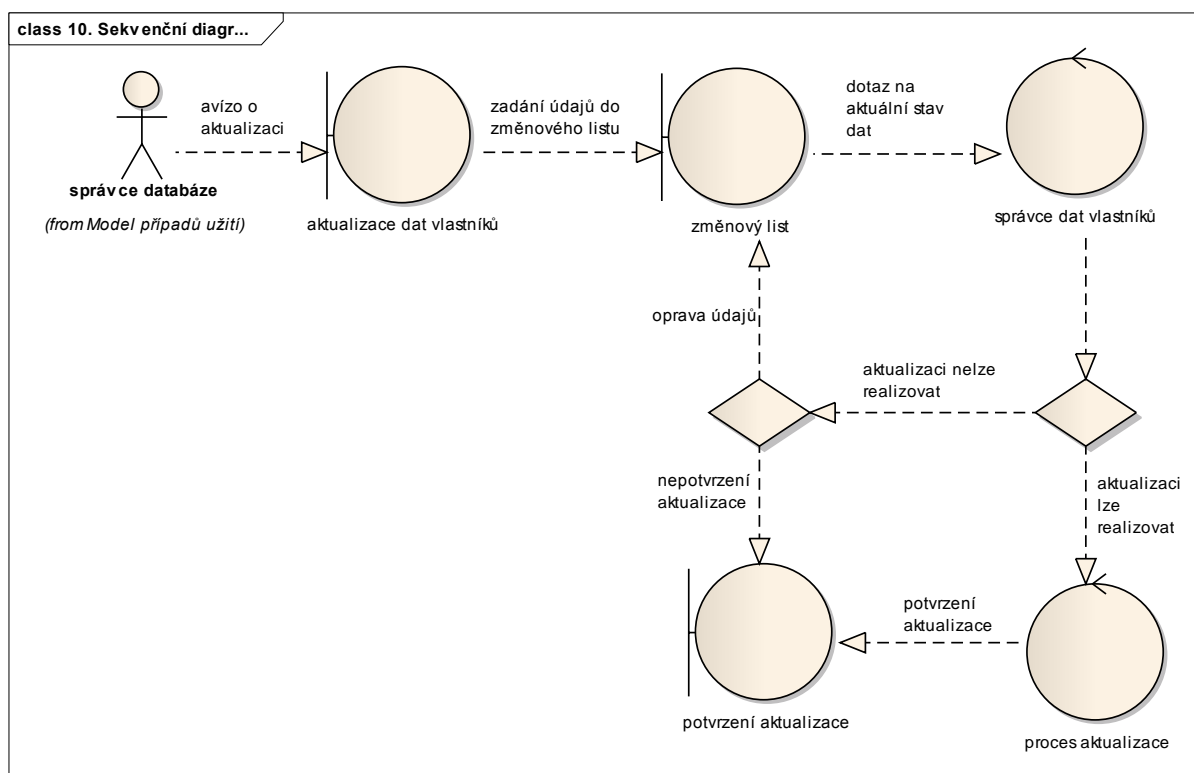 class 10. Sekvenční diagr...
avízo o
aktualizaci
zadání údajů do
změnového listu
dotaz na
aktuální stav
dat
správce databáze
(from Model případů užití)
aktualizace dat vlastníků
změnový list
správce dat vlastníků
oprava údajů
aktualizaci nelze
realizovat
nepotvrzení
aktualizace
aktualizaci
lze
realizovat
potvrzení
aktualizace
potvrzení aktualizace
proces aktualizace